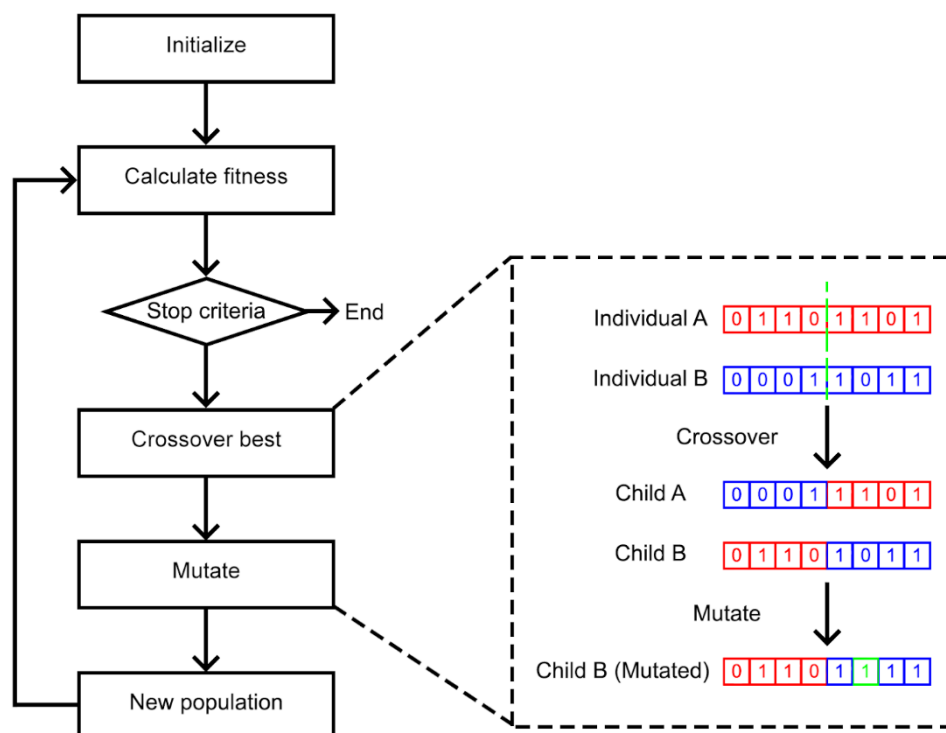 Initialize
Calculate fitness
Stop criteria
End
Crossover best
Mutate
New population
Individual A
0 1 1 0 1 1 0 1
Individual B
0 0 0 1 1 0 1 1
Crossover
Child A
0 0 0 1 1 1 0 1
Child B
0 1 1 0 1 0 1 1
Mutate
Child B (Mutated)
0 1 1 0 1 1 1 1